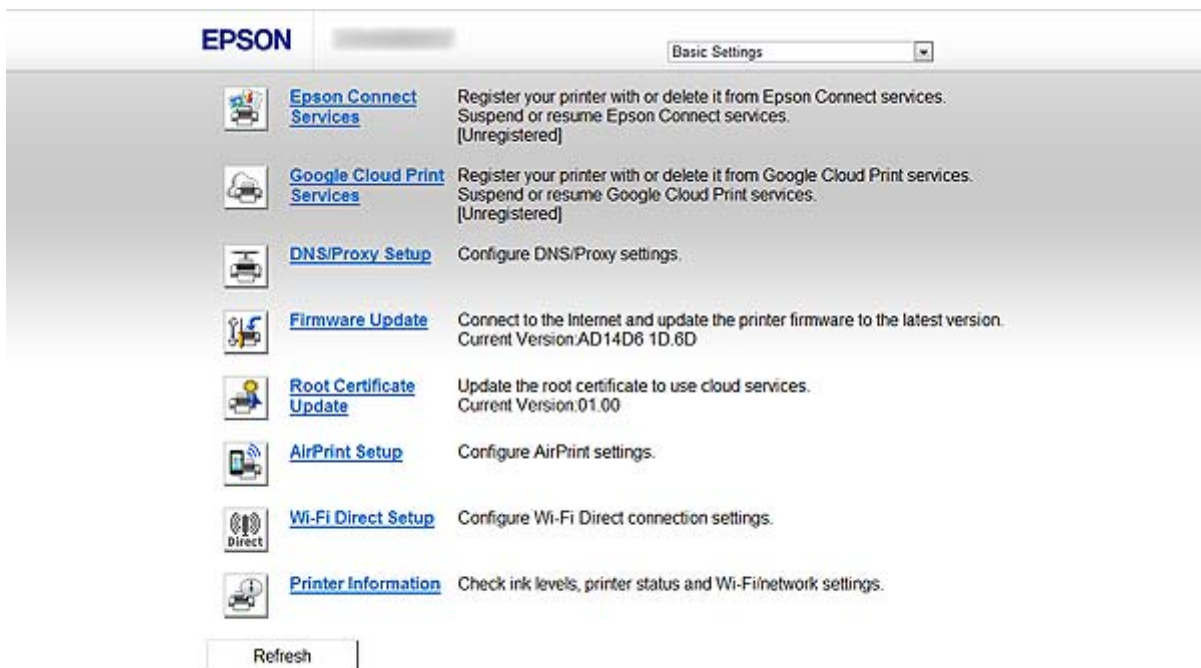 EPSON
Basic Settings
Epson Connect
Services
Register your printer with or delete it from Epson Connect services.
Suspend or resume Epson Connect services.
[Unregistered]
Google Cloud Print
Services
Register your printer with or delete it from Google Cloud Print services.
Suspend or resume Google Cloud Print services.
[Unregistered]
DNS/Proxy Setup
Configure DNS/Proxy settings.
Firmware Update
Connect to the Internet and update the printer firmware to the latest version.
Current Version:AD14D6 1D.6D
Root Certificate
Update
Update the root certificate to use cloud services.
Current Version:01.00
AirPrint Setup
Configure AirPrint settings.
Direct
Wi-Fi Direct Setup
Configure Wi-Fi Direct connection settings.
Printer Information
Check ink levels, printer status and Wi-Fi/network settings.
Refresh